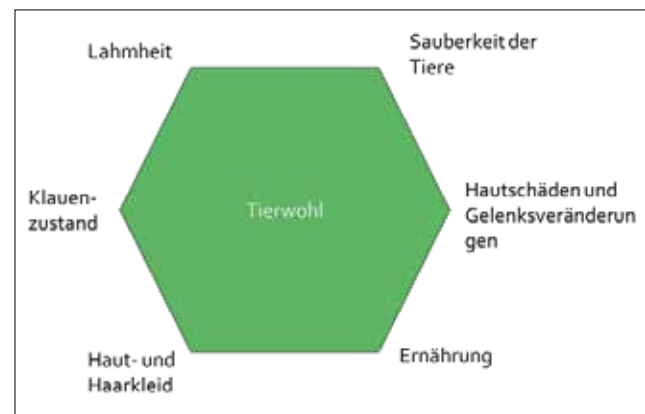 Lahmheit
Sauberkeit der
Tiere
Klauen-
zustand
Tierwohl
Hautschäden und
Gelenksveränderun
gen
Haut- und
Haarkleid
Ernährung